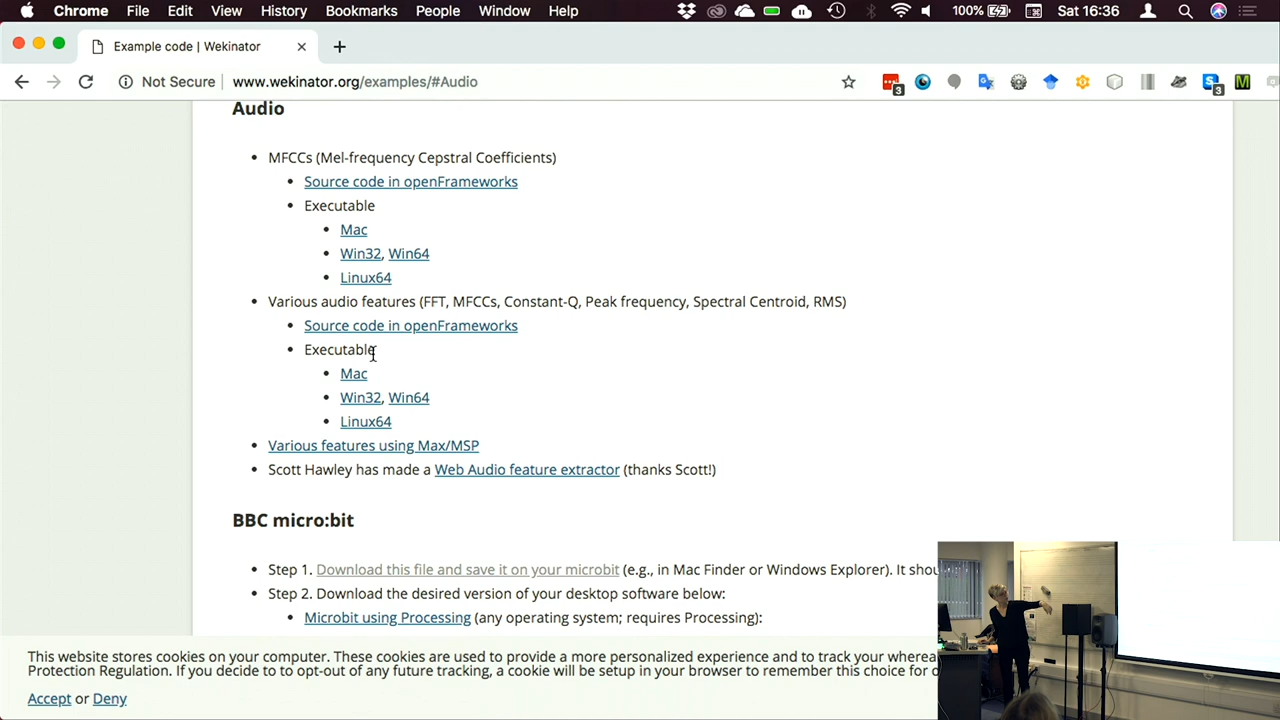 Chrome File Edit View History Bookmarks People Window Help 100% Sat 16:36
Example code | Wekinator
Not Secure www.wekinator.org/examples/#Audio
3 3 M
Audio
MFCCs (Mel-frequency Cepstral Coefficients)
Source code in openFrameworks
Executable
Mac
Win32, Win64
Linux64
Various audio features (FFT, MFCCs, Constant-Q, Peak frequency, Spectral Centroid, RMS)
Source code in openFrameworks
Executable
Mac
Win32, Win64
Linux64
Various features using Max/MSP
Scott Hawley has made a Web Audio feature extractor (thanks Scott!)
BBC micro:bit
Step 1. Download this file and save it on your microbit (e.g., in Mac Finder or Windows Explorer). It shou
Step 2. Download the desired version of your desktop software below:
Microbit using Processing (any operating system; requires Processing):
This website stores cookies on your computer. These cookies are used to provide a more personalized experience and to track your wherea
Protection Regulation. If you decide to to opt-out of any future tracking, a cookie will be setup in your browser to remember this choice for o
Accept or Deny